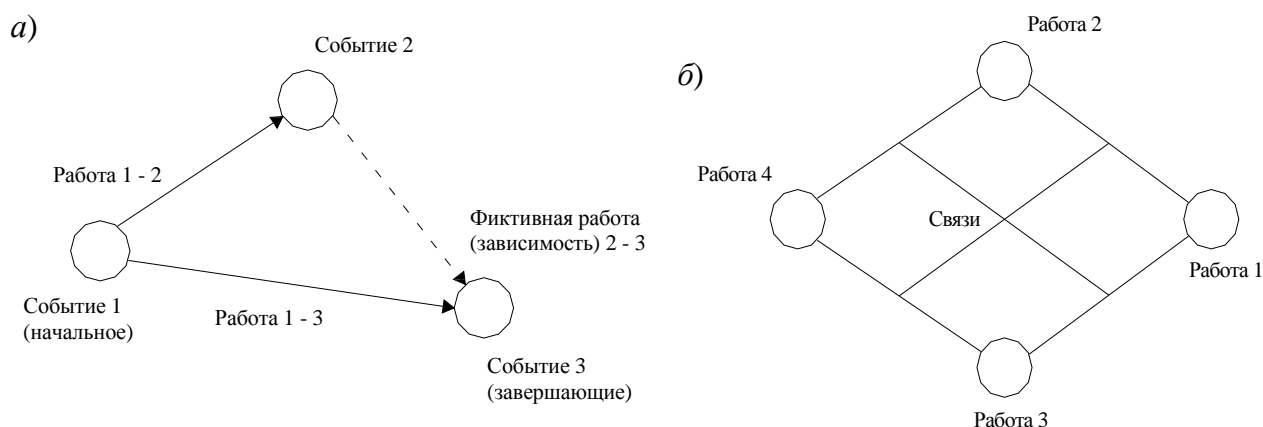 а)
Событие 2
Работа 1 - 2
Фиктивная работа
(зависимость) 2 - 3
Событие 1
(начальное)
Работа 1 - 3
Событие 3
(завершающие)
б)
Работа 2
Работа 4
Связи
Работа 1
Работа 3